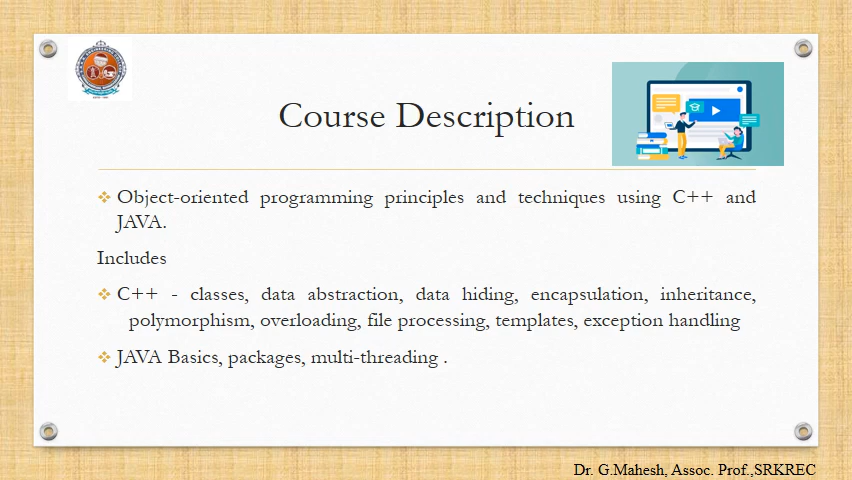 Course Description
❖ Object-oriented programming principles and techniques using C++ and
JAVA.
Includes
❖ C++ - classes, data abstraction, data hiding, encapsulation, inheritance,
polymorphism, overloading, file processing, templates, exception handling
❖ JAVA Basics, packages, multi-threading .
Dr. G.Mahesh, Assoc. Prof.,SRKREC